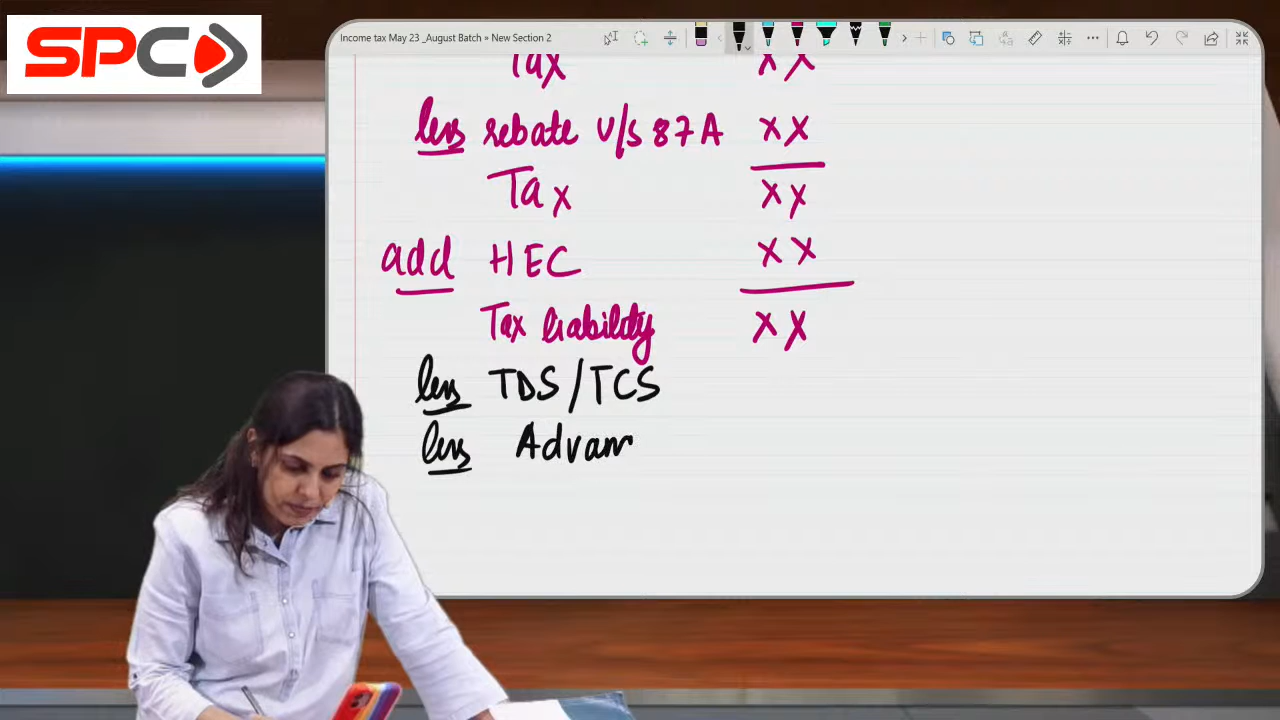 SPC
Income tax May 23 _August Batch » New Section 2
Tax XX
less rebate U/S 87A XX
Tax XX
add HEC XX
Tax liability XX
less TDS/TCS
less Advan